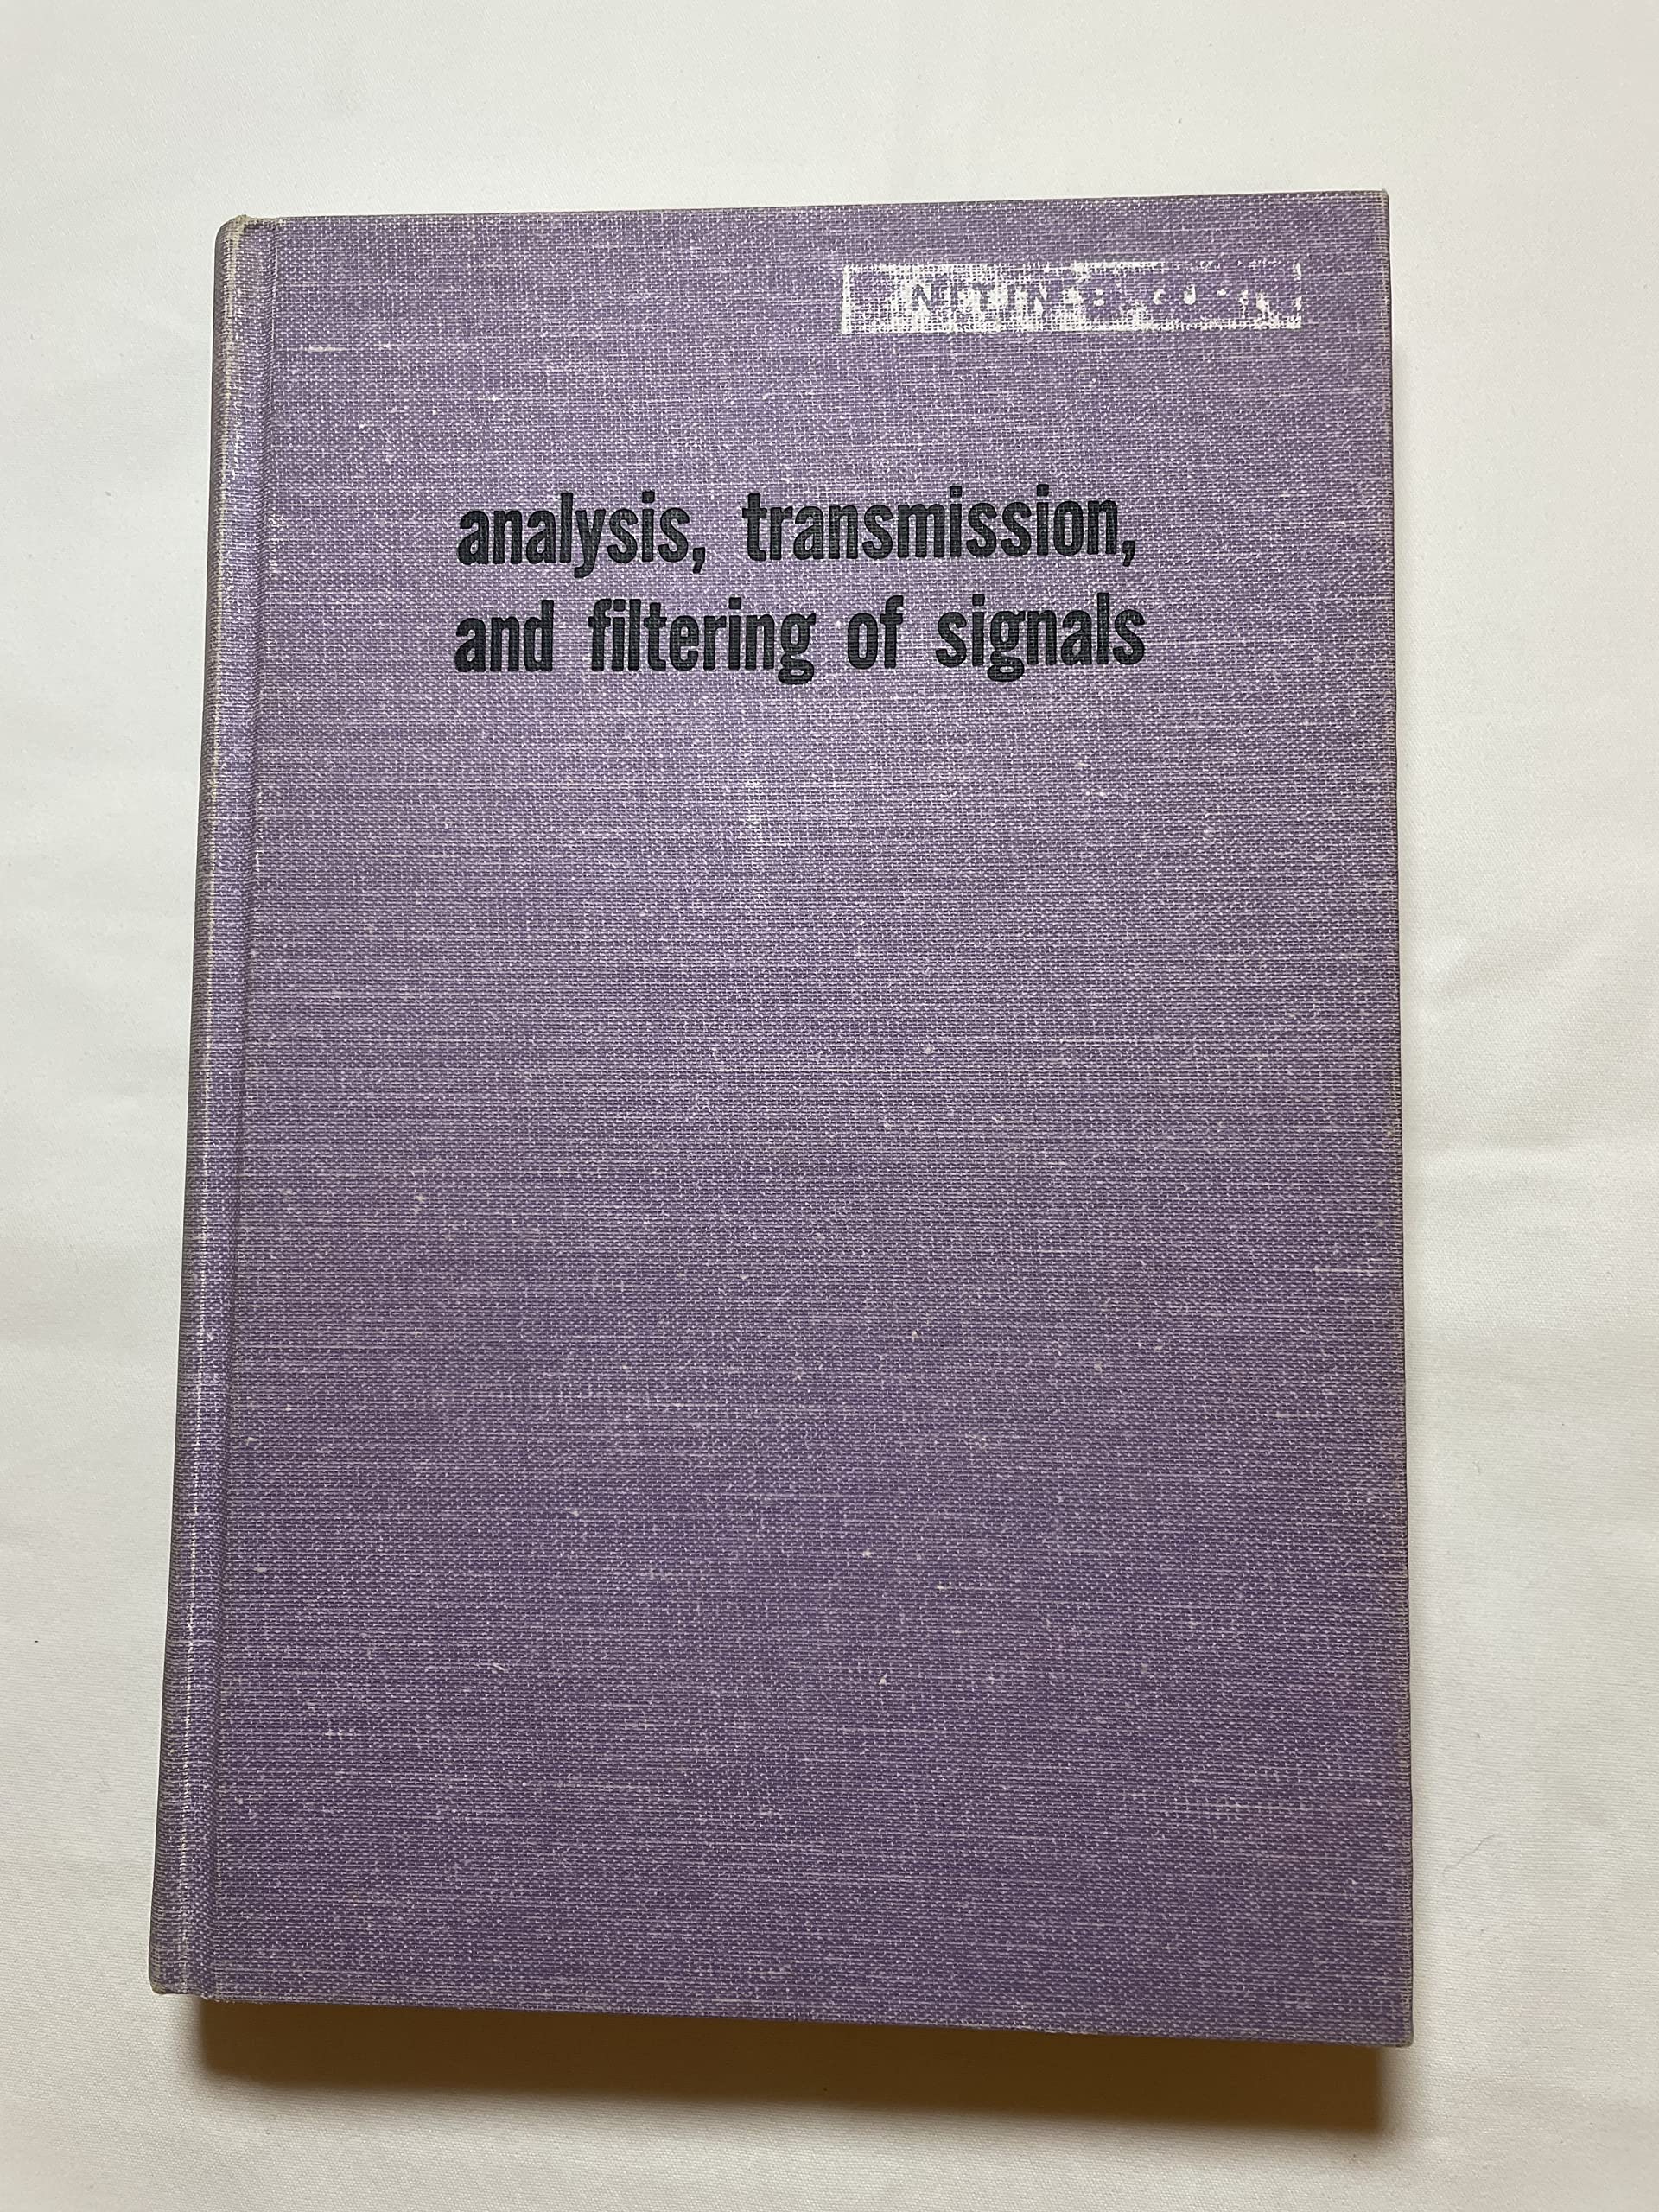 analysis, transmission,
and filtering of signals